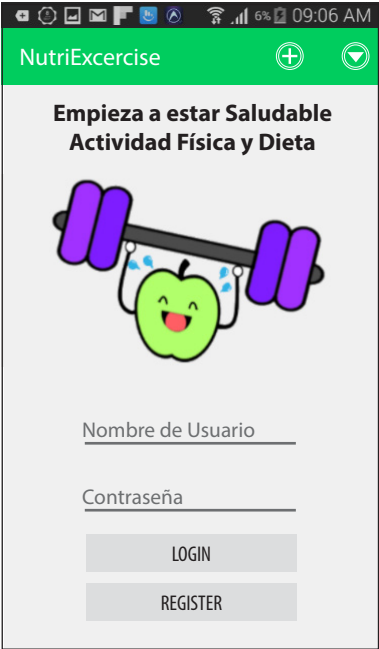 6% 09:06 AM
NutriExcercise
Empieza a estar Saludable
Actividad Física y Dieta
Nombre de Usuario
Contraseña
LOGIN
REGISTER